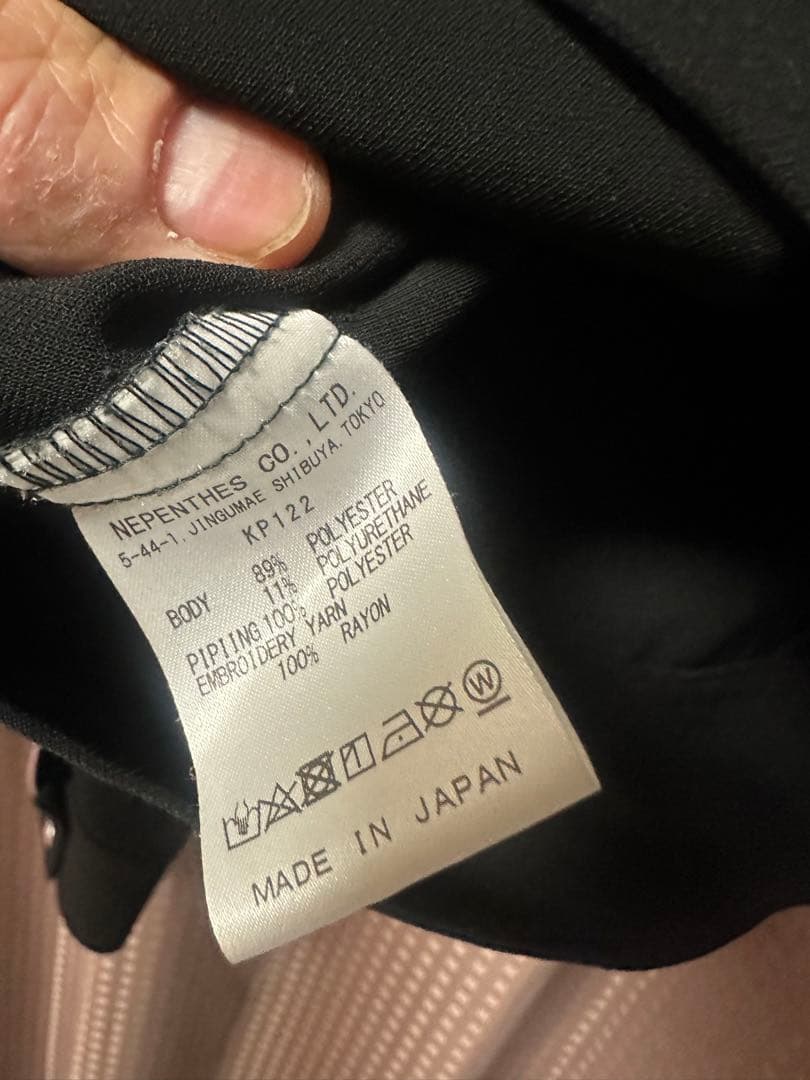 NEPENTHES CO.,LTD.
5-44-1, JINGUMAE SHIBUYA. TOKYO
KP122
BODY 89% POLYESTER
11% POLYURETHANE
PIPIING 100% POLYESTER
EMBROIDERY YARN
100% RAYON
W
MADE IN JAPAN